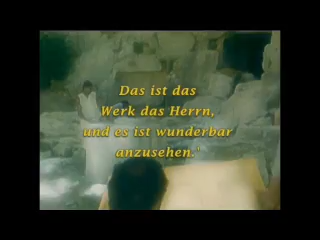 Das ist das
Werk das Herrn,
und es ist wunderbar
anzusehen.'